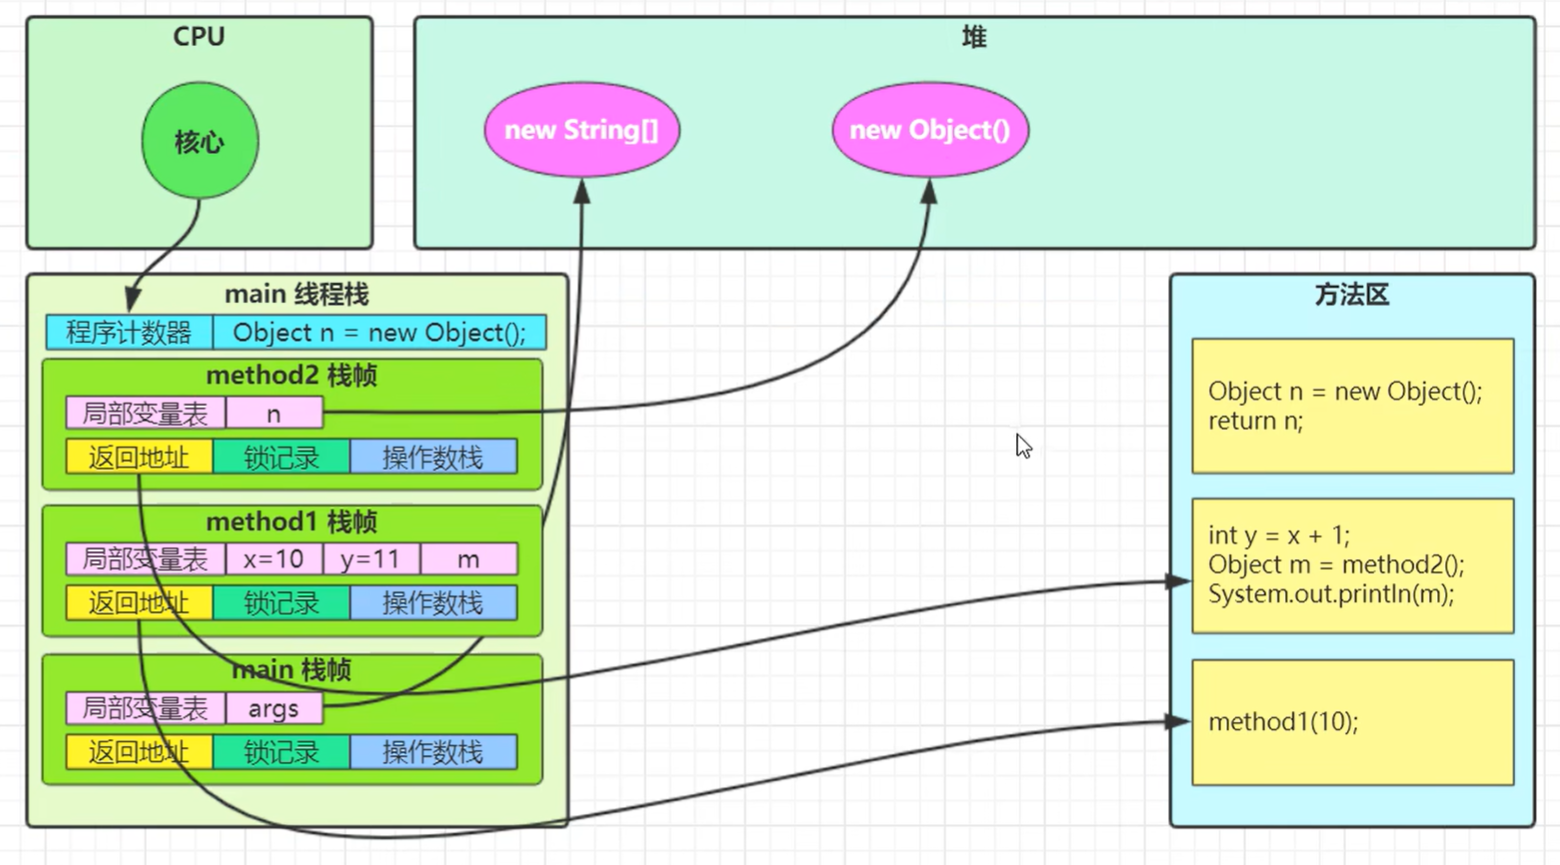 CPU
核心
堆
new String[]
new Object()
main 线程栈
程序计数器 Object n = new Object();
method2 栈帧
局部变量表 n
返回地址 锁记录 操作数栈
method1 栈帧
局部变量表 x=10 y=11 m
返回地址 锁记录 操作数栈
main 栈帧
局部变量表 args
返回地址 锁记录 操作数栈
方法区
Object n = new Object();
return n;
int y = x + 1;
Object m = method2();
System.out.println(m);
method1(10);